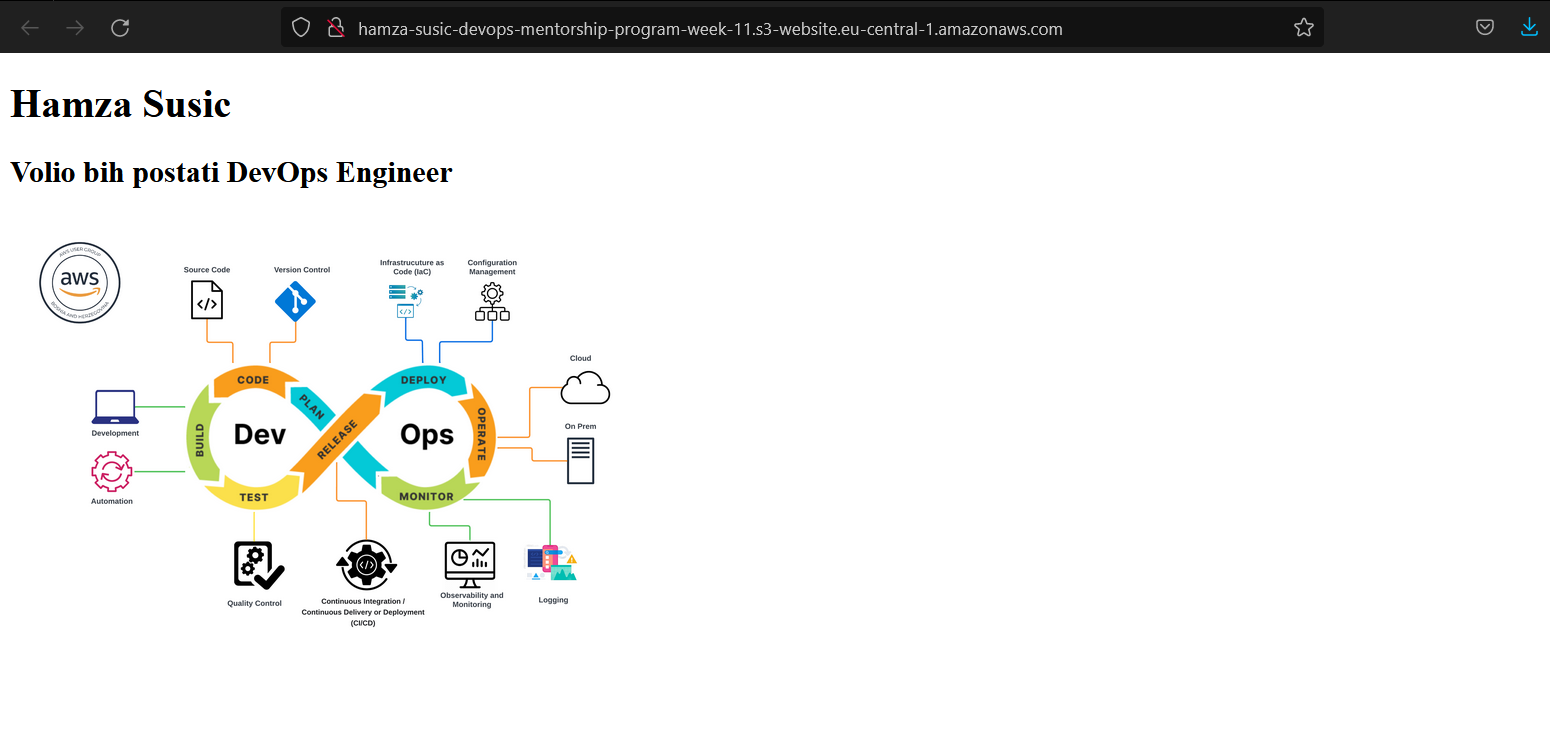 hamza-susic-devops-mentorship-program-week-11.s3-website.eu-central-1.amazonaws.com
Hamza Susic
Volio bih postati DevOps Engineer
AWS USER GROUP
aws
BOSNIA AND HERZEGOVINA
Source Code
Version Control
Infrastrucuture as
Code (IaC)
Configuration
Management
</>
</>
Cloud
CODE
PLAN
DEPLOY
Development
BUILD
Dev
RELEASE
Ops
OPERATE
On Prem
Automation
TEST
MONITOR
</>
Quality Control
Continuous Integration /
Continuous Delivery or Deployment
(CI/CD)
Observability and
Monitoring
Logging